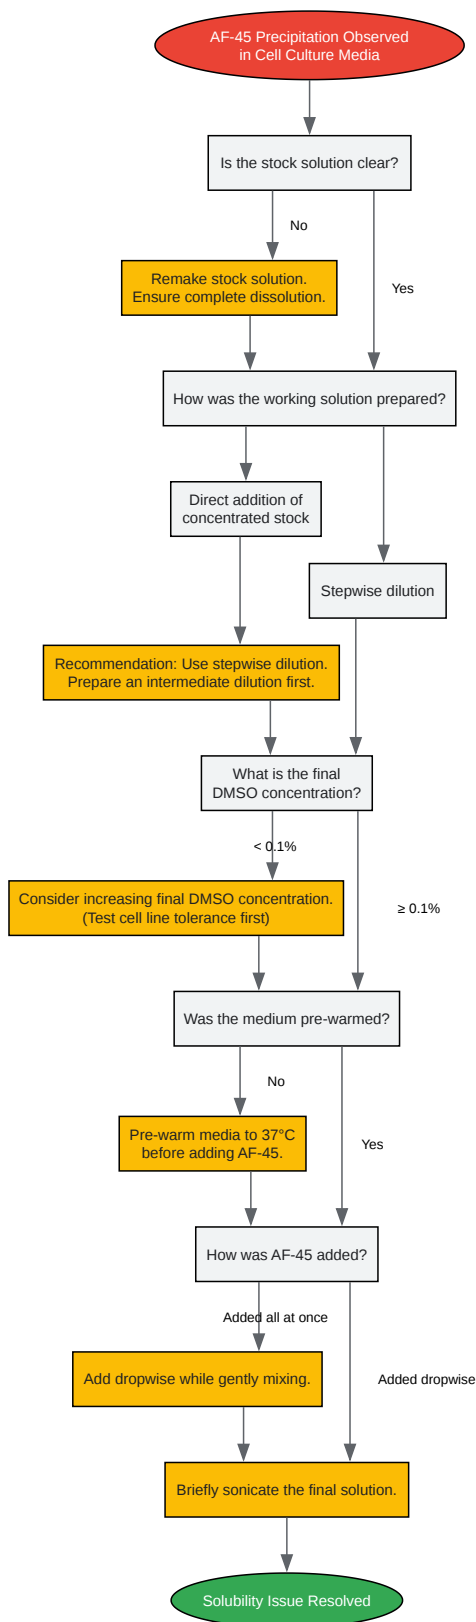 AF-45 Precipitation Observed
in Cell Culture Media
Is the stock solution clear?
No
Remake stock solution.
Ensure complete dissolution.
Yes
How was the working solution prepared?
Direct addition of
concentrated stock
Stepwise dilution
Recommendation: Use stepwise dilution.
Prepare an intermediate dilution first.
What is the final
DMSO concentration?
< 0.1%
Consider increasing final DMSO concentration.
(Test cell line tolerance first)
≥ 0.1%
Was the medium pre-warmed?
No
Pre-warm media to 37°C
before adding AF-45.
Yes
How was AF-45 added?
Added all at once
Add dropwise while gently mixing.
Added dropwise
Briefly sonicate the final solution.
Solubility Issue Resolved